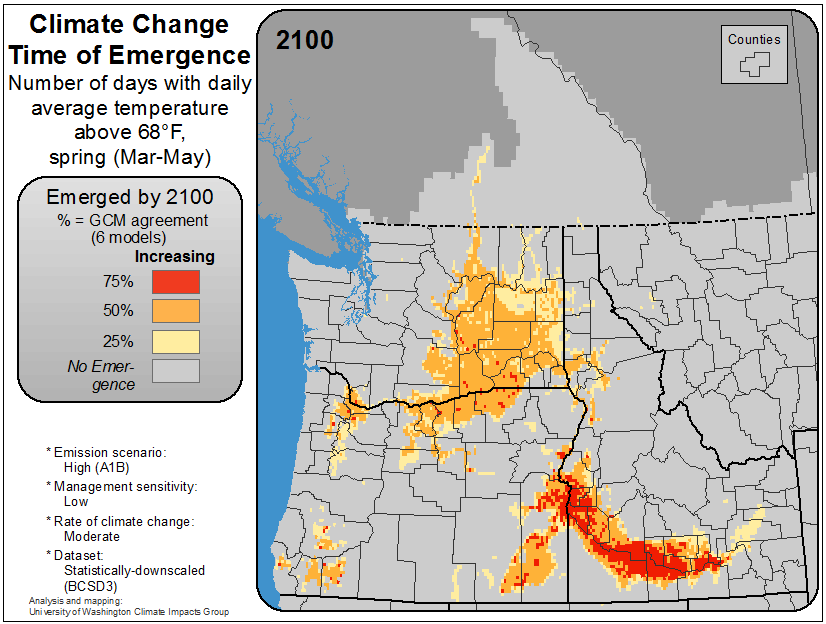 Climate Change
Time of Emergence
Number of days with daily
average temperature
above 68°F,
spring (Mar-May)
Emerged by 2100
% = GCM agreement
(6 models)
Increasing
75%
50%
25%
No Emer-
gence
* Emission scenario:
High (A1B)
* Management sensitivity:
Low
* Rate of climate change:
Moderate
* Dataset:
Statistically-downscaled
(BCSD3)
Analysis and mapping:
University of Washington Climate Impacts Group
2100
Counties